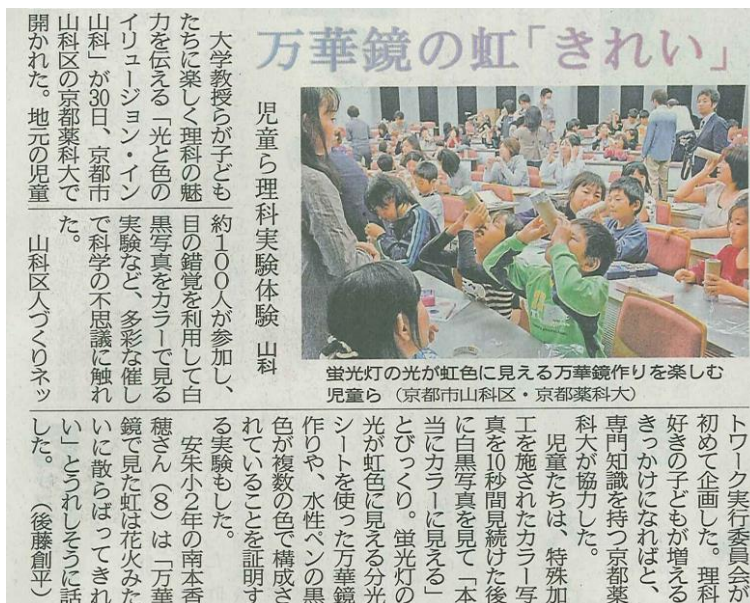 万華鏡の虹「きれい」
児童ら理科実験体験 山科
大学教授らが子ども
たちに楽しく理科の魅
力を伝える「光と色の
イリュージョン・イン
山科」が30日、京都市
山科区の京都薬科大で
開かれた。地元の児童
約100人が参加し、
目の錯覚を利用して白
黒写真をカラーで見る
実験など、多彩な催し
で科学の不思議に触れ
た。
山科区人づくりネッ
トワーク実行委員会が
初めて企画した。理科
好きの子どもが増える
きっかけになればと、
専門知識を持つ京都薬
科大が協力した。
児童たちは、特殊加
工を施されたカラー写
真を10秒間見続けた後
に白黒写真を見て「本
当にカラーに見える」
とびっくり。蛍光灯の
光が虹色に見える分光
シートを使った万華鏡
作りや、水性ペンの黒
色が複数の色で構成さ
れていることを証明す
る実験もした。
安朱小2年の南本香
穂さん(8)は「万華
鏡で見た虹は花火みた
いに散らばってきれ
い」とうれしそうに話
した。（後藤創平）
蛍光灯の光が虹色に見える万華鏡作りを楽しむ
児童ら（京都市山科区・京都薬科大）